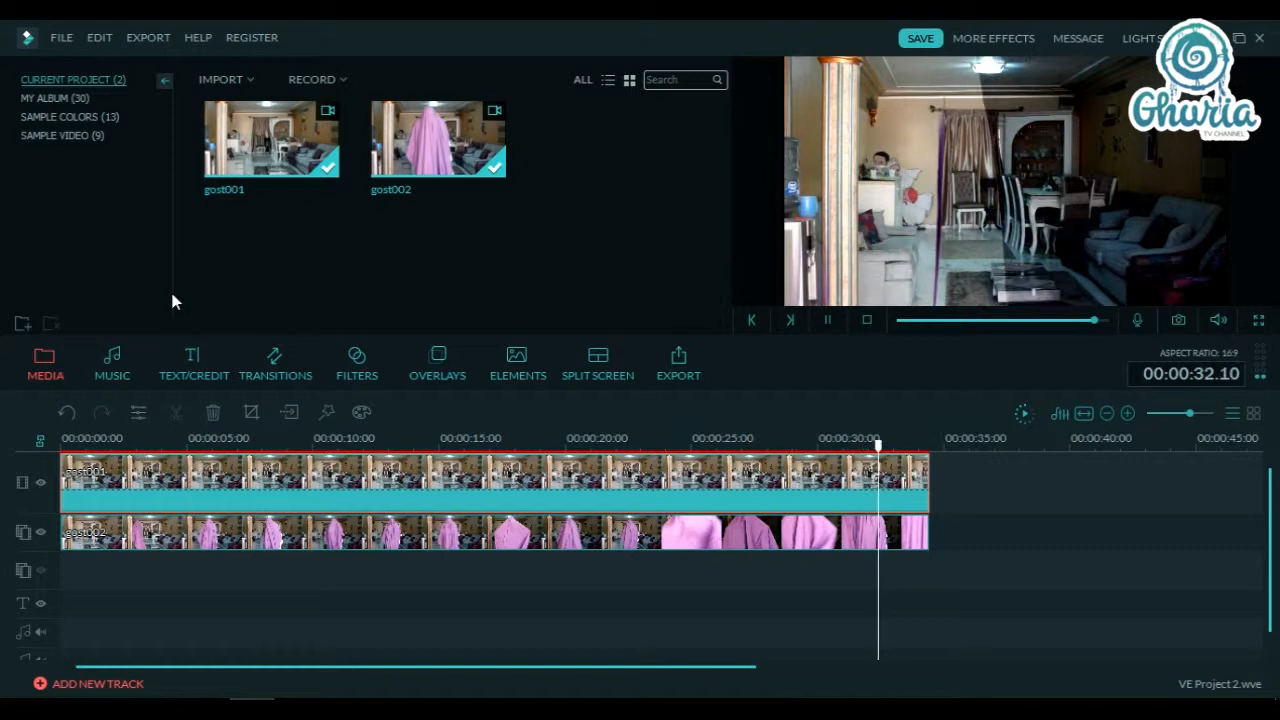 FILE EDIT EXPORT HELP REGISTER
SAVE MORE EFFECTS MESSAGE
Ghuria
TV CHANNEL
CURRENT PROJECT (2)
MY ALBUM (30)
SAMPLE COLORS (13)
SAMPLE VIDEO (9)
IMPORT RECORD ALL Search
gost001 gost002
MEDIA MUSIC TEXT/CREDIT TRANSITIONS FILTERS OVERLAYS ELEMENTS SPLIT SCREEN EXPORT
ASPECT RATIO: 16:9
00:00:32.10
00:00:00:00 00:00:05:00 00:00:10:00 00:00:15:00 00:00:20:00 00:00:25:00 00:00:30:00 00:00:35:00 00:00:40:00 00:00:45:00
gost001
gost002
T
ADD NEW TRACK
VE Project 2.wve